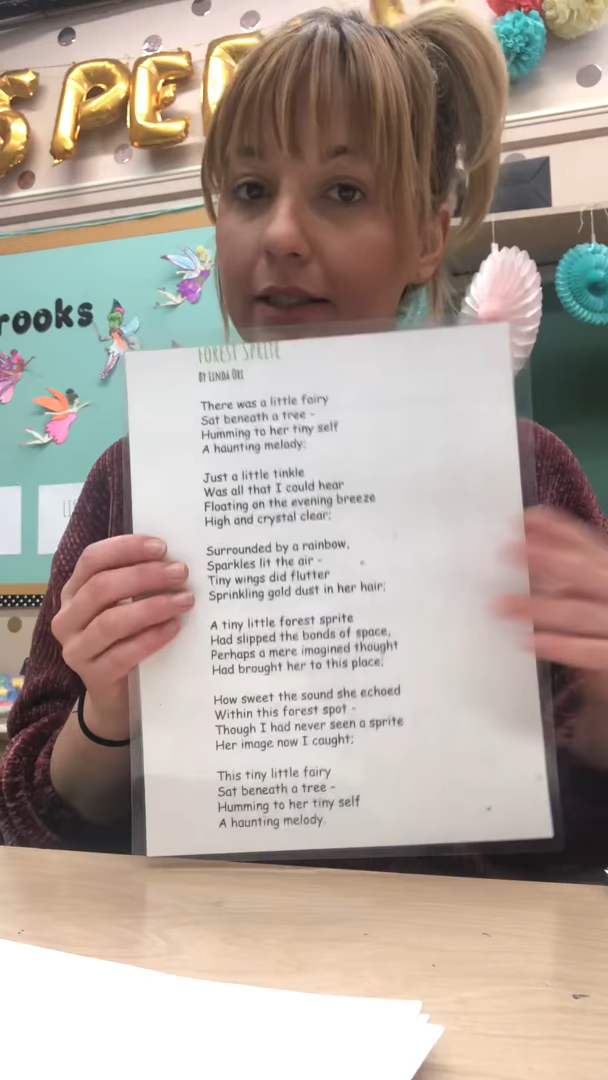 SPE
rooks
LI
FOREST SPRITE
BY LINDA ORI
There was a little fairy
Sat beneath a tree -
Humming to her tiny self
A haunting melody;
Just a little tinkle
Was all that I could hear
Floating on the evening breeze
High and crystal clear;
Surrounded by a rainbow,
Sparkles lit the air -
Tiny wings did flutter
Sprinkling gold dust in her hair;
A tiny little forest sprite
Had slipped the bonds of space,
Perhaps a mere imagined thought
Had brought her to this place;
How sweet the sound she echoed
Within this forest spot -
Though I had never seen a sprite
Her image now I caught;
This tiny little fairy
Sat beneath a tree -
Humming to her tiny self
A haunting melody.